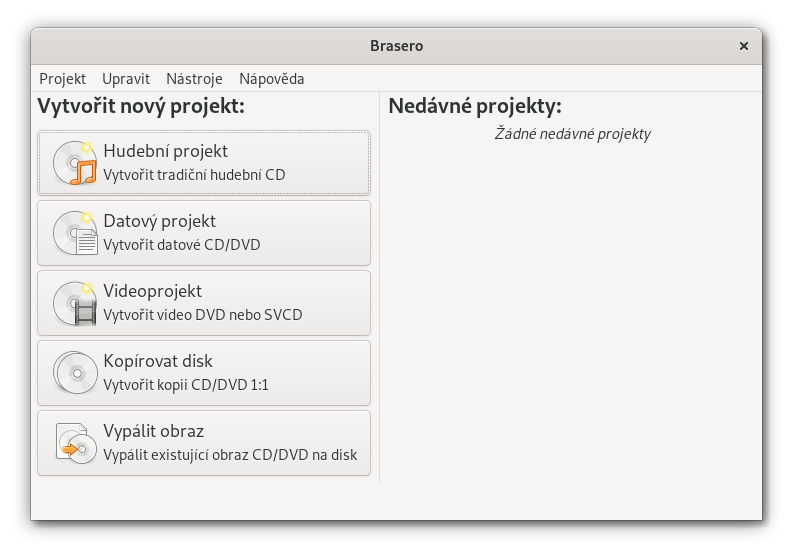 Brasero
Projekt Upravit Nástroje Nápověda
Vytvořit nový projekt:
Hudební projekt
Vytvořit tradiční hudební CD
Datový projekt
Vytvořit datové CD/DVD
Videoprojekt
Vytvořit video DVD nebo SVCD
Kopírovat disk
Vytvořit kopii CD/DVD 1:1
Vypálit obraz
Vypálit existující obraz CD/DVD na disk
Nedávné projekty:
Žádné nedávné projekty